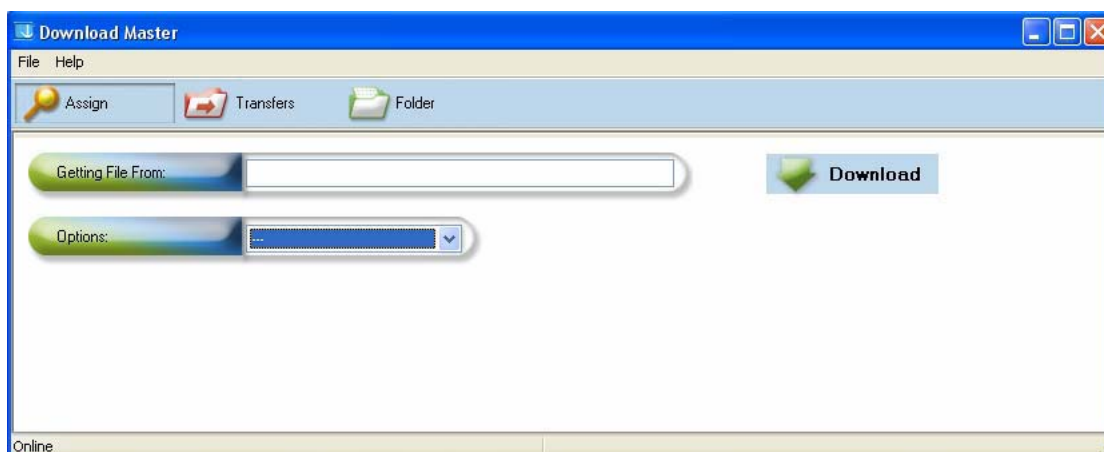 Download Master
File Help
Assign Transfers Folder
Getting File From: Download
Options: ---
Online